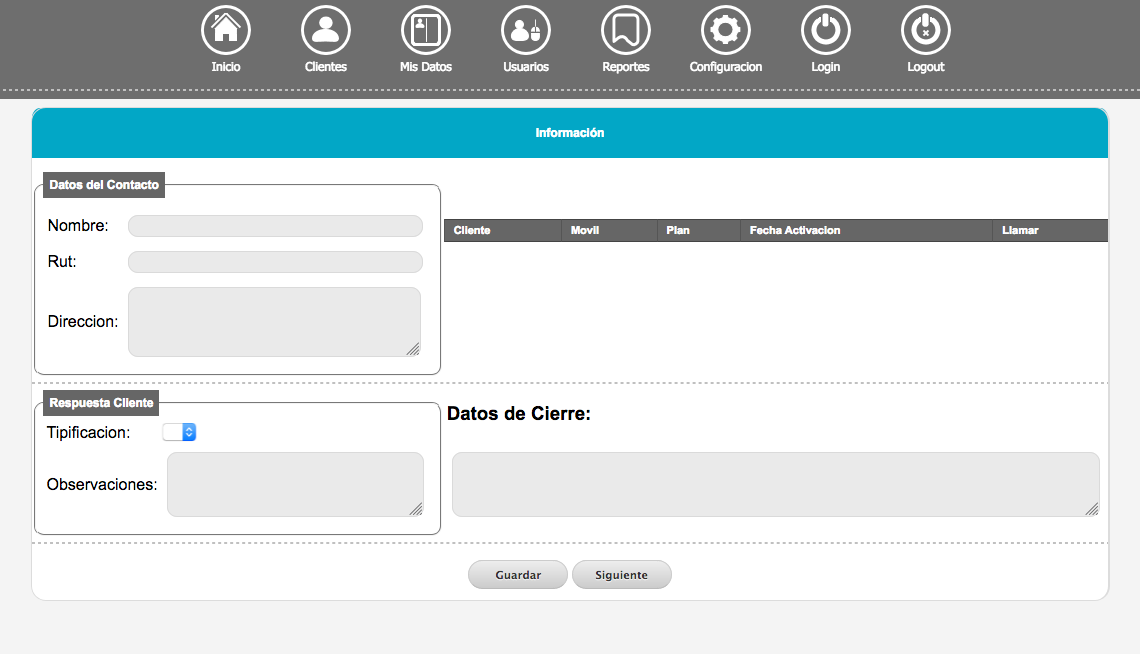 Inicio Clientes Mis Datos Usuarios Reportes Configuracion Login Logout
Información
Datos del Contacto
Nombre:
Cliente Movil Plan Fecha Activacion Llamar
Rut:
Direccion:
Respuesta Cliente
Datos de Cierre:
Tipificacion:
Observaciones:
Guardar Siguiente